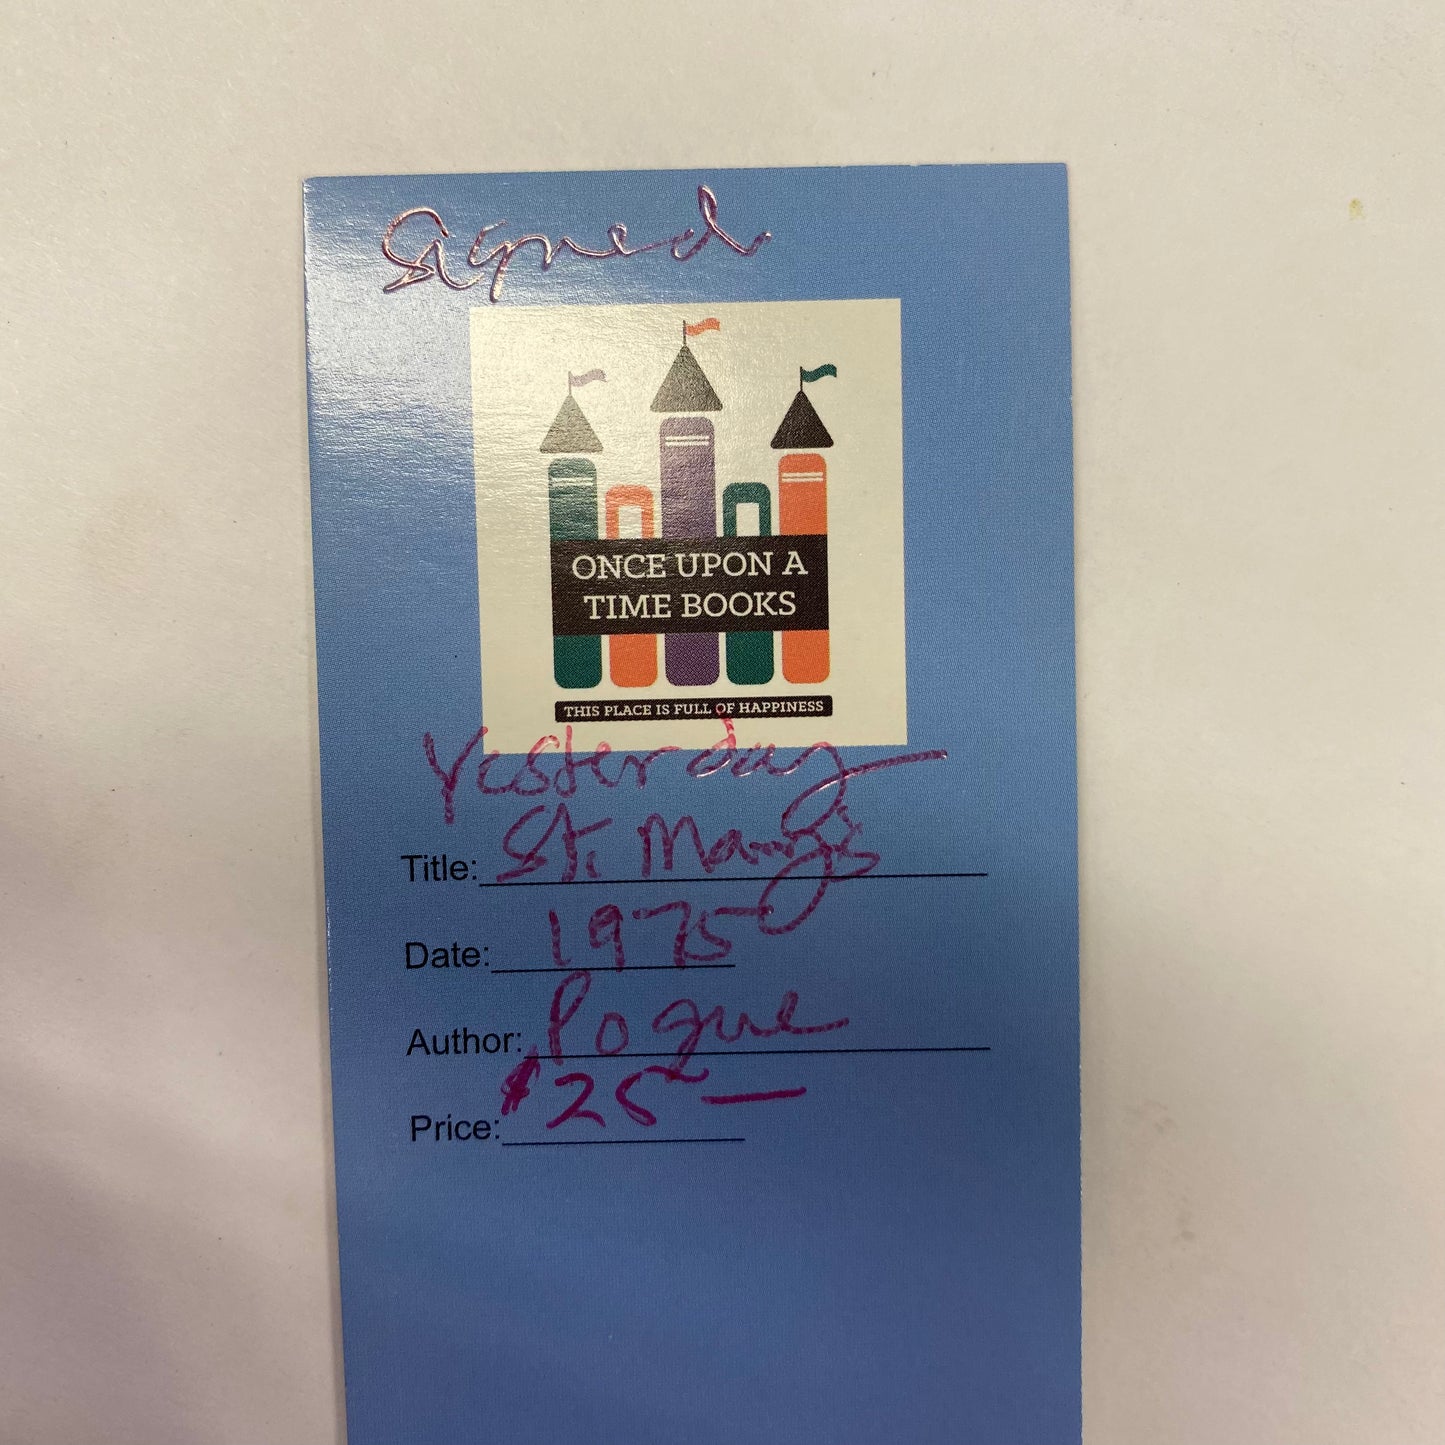 Signed
ONCE UPON A
TIME BOOKS
THIS PLACE IS FULL OF HAPPINESS
Yesterday
Title: St. Mary's
Date: 1975
Author: Pogue
Price: $25-